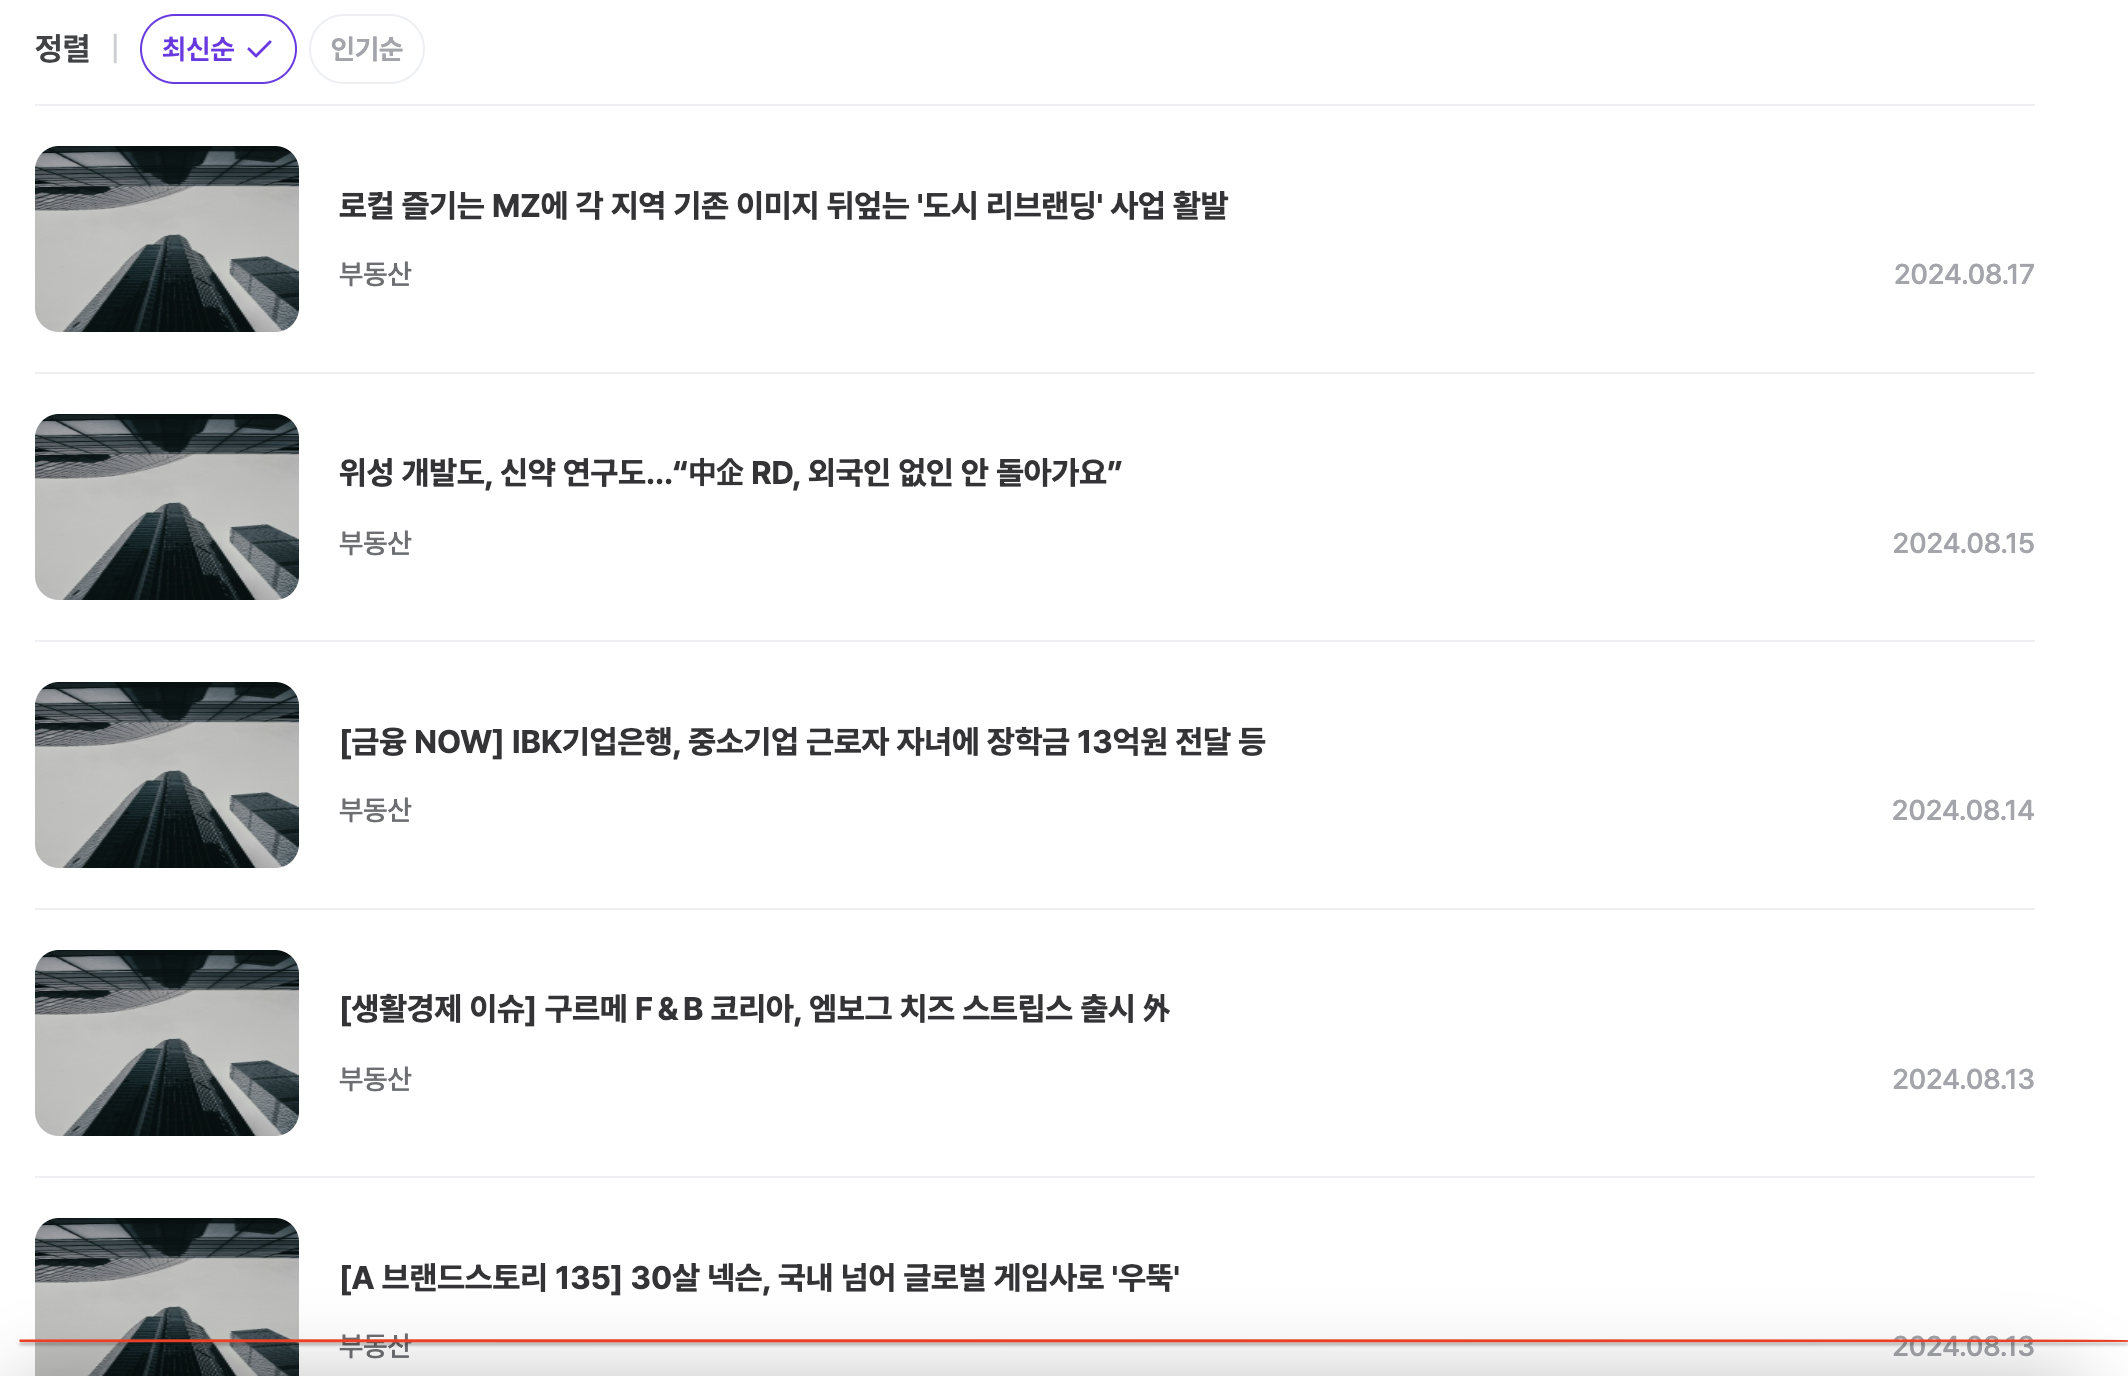 정렬 | 최신순 인기순
로컬 즐기는 MZ에 각 지역 기존 이미지 뒤엎는 '도시 리브랜딩' 사업 활발
부동산 2024.08.17
위성 개발도, 신약 연구도…“中企 RD, 외국인 없인 안 돌아가요”
부동산 2024.08.15
[금융 NOW] IBK기업은행, 중소기업 근로자 자녀에 장학금 13억원 전달 등
부동산 2024.08.14
[생활경제 이슈] 구르메 F&B 코리아, 엠보그 치즈 스트립스 출시 外
부동산 2024.08.13
[A 브랜드스토리 135] 30살 넥슨, 국내 넘어 글로벌 게임사로 '우뚝'
부동산 2024.08.13